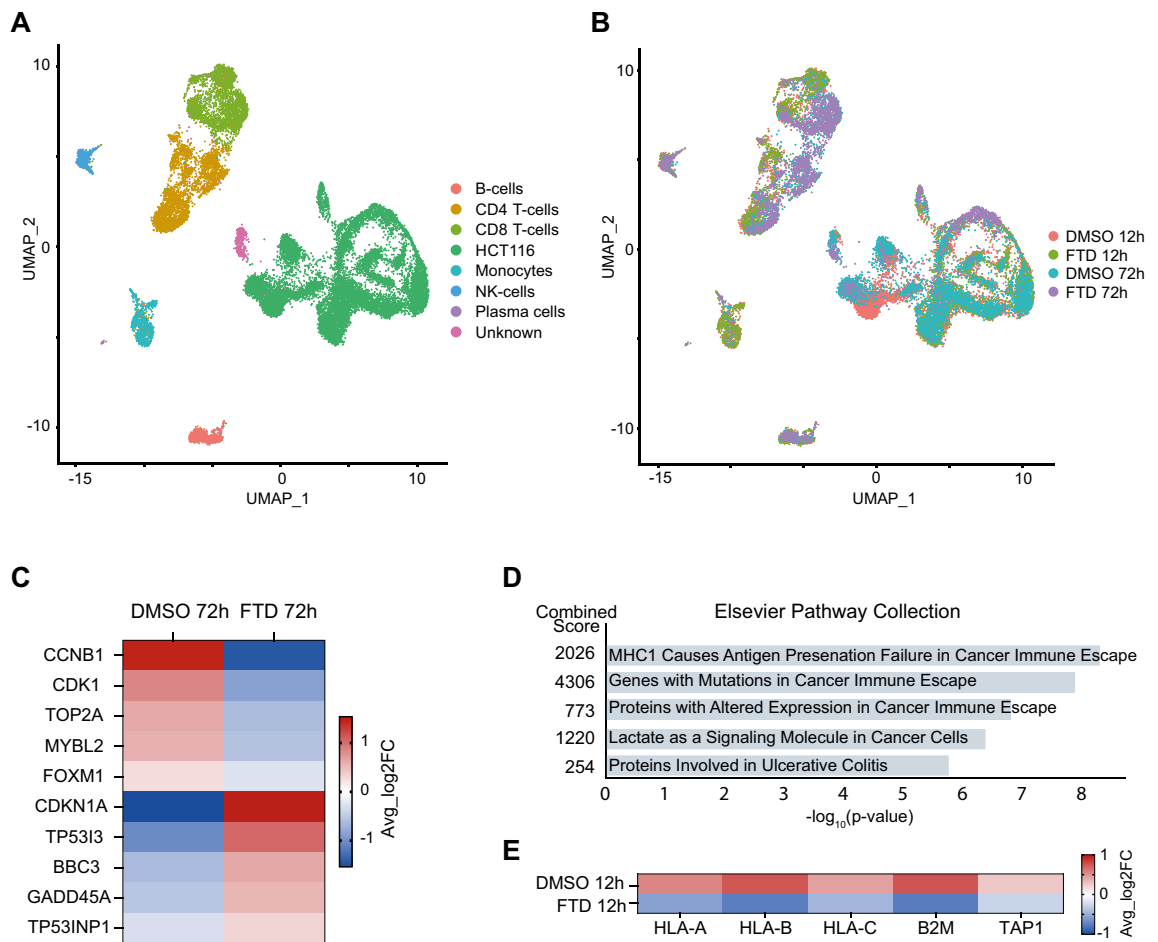 A
10
0
-10
-15
0
10
UMAP_2
UMAP_1
B-cells
CD4 T-cells
CD8 T-cells
HCT116
Monocytes
NK-cells
Plasma cells
Unknown
B
10
0
-10
-15
0
10
UMAP_2
UMAP_1
DMSO 12h
FTD 12h
DMSO 72h
FTD 72h
C
DMSO 72h FTD 72h
CCNB1
CDK1
TOP2A
MYBL2
FOXM1
CDKN1A
TP53I3
BBC3
GADD45A
TP53INP1
1
0
-1
Avg_log2FC
D
Combined
Score
Elsevier Pathway Collection
2026 MHC1 Causes Antigen Presenation Failure in Cancer Immune Escape
4306 Genes with Mutations in Cancer Immune Escape
773 Proteins with Altered Expression in Cancer Immune Escape
1220 Lactate as a Signaling Molecule in Cancer Cells
254 Proteins Involved in Ulcerative Colitis
0 1 2 3 4 5 6 7 8
-log10(p-value)
E
DMSO 12h
FTD 12h
HLA-A HLA-B HLA-C B2M TAP1
1
0
-1
Avg_log2FC